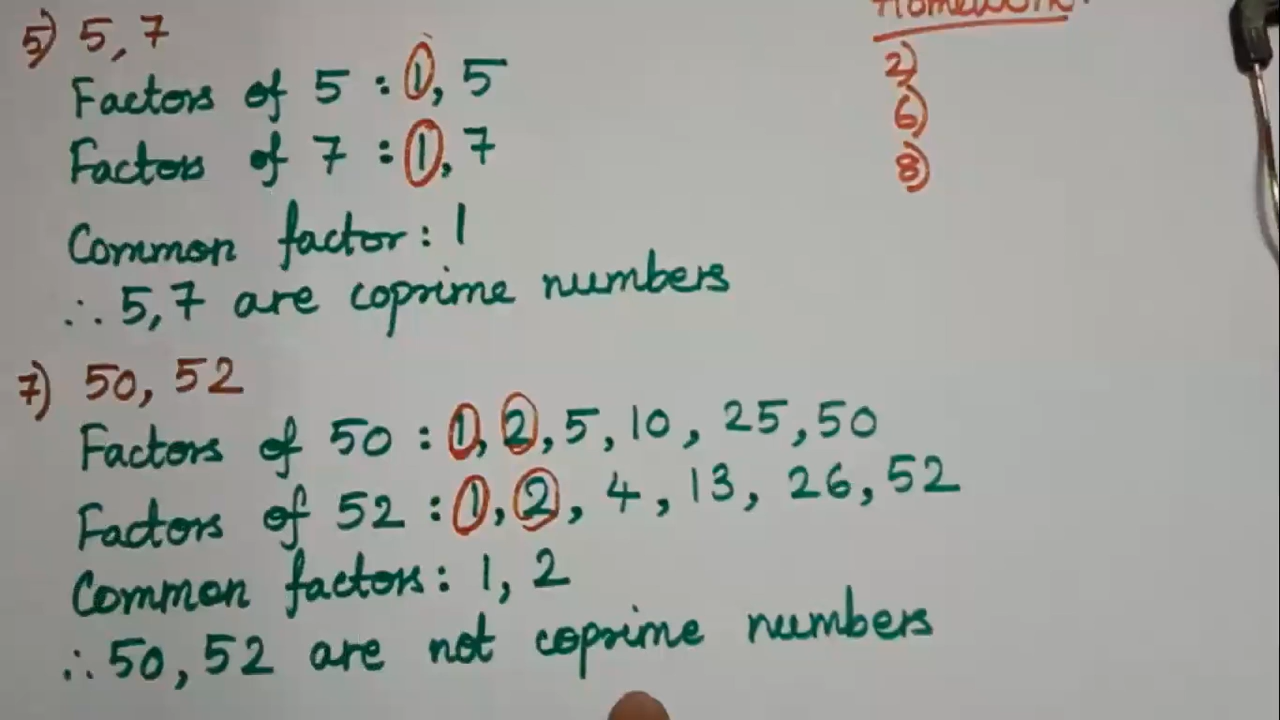 5) 5, 7
Factors of 5 : 1, 5
Factors of 7 : 1, 7
Common factor : 1
∴ 5, 7 are coprime numbers
7) 50, 52
Factors of 50 : 1, 2, 5, 10, 25, 50
Factors of 52 : 1, 2, 4, 13, 26, 52
Common factors : 1, 2
∴ 50, 52 are not coprime numbers
Homework:
2)
6)
8)